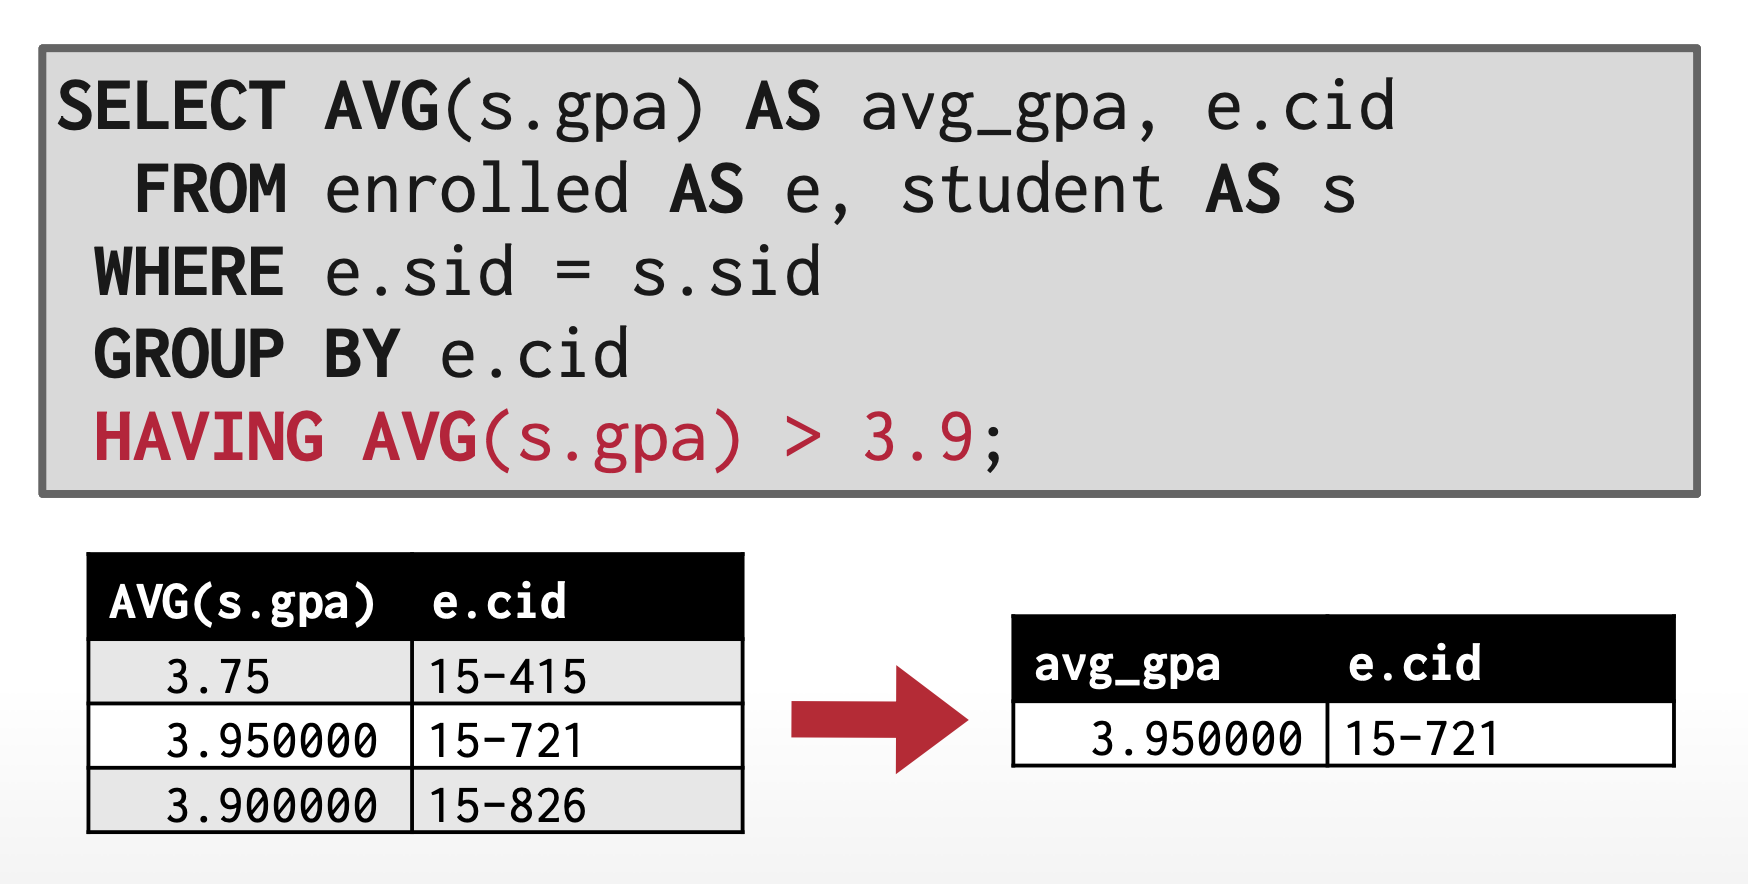 SELECT AVG(s.gpa) AS avg_gpa, e.cid
FROM enrolled AS e, student AS s
WHERE e.sid = s.sid
GROUP BY e.cid
HAVING AVG(s.gpa) > 3.9;
AVG(s.gpa) e.cid
3.75 15-415
3.950000 15-721
3.900000 15-826
avg_gpa e.cid
3.950000 15-721